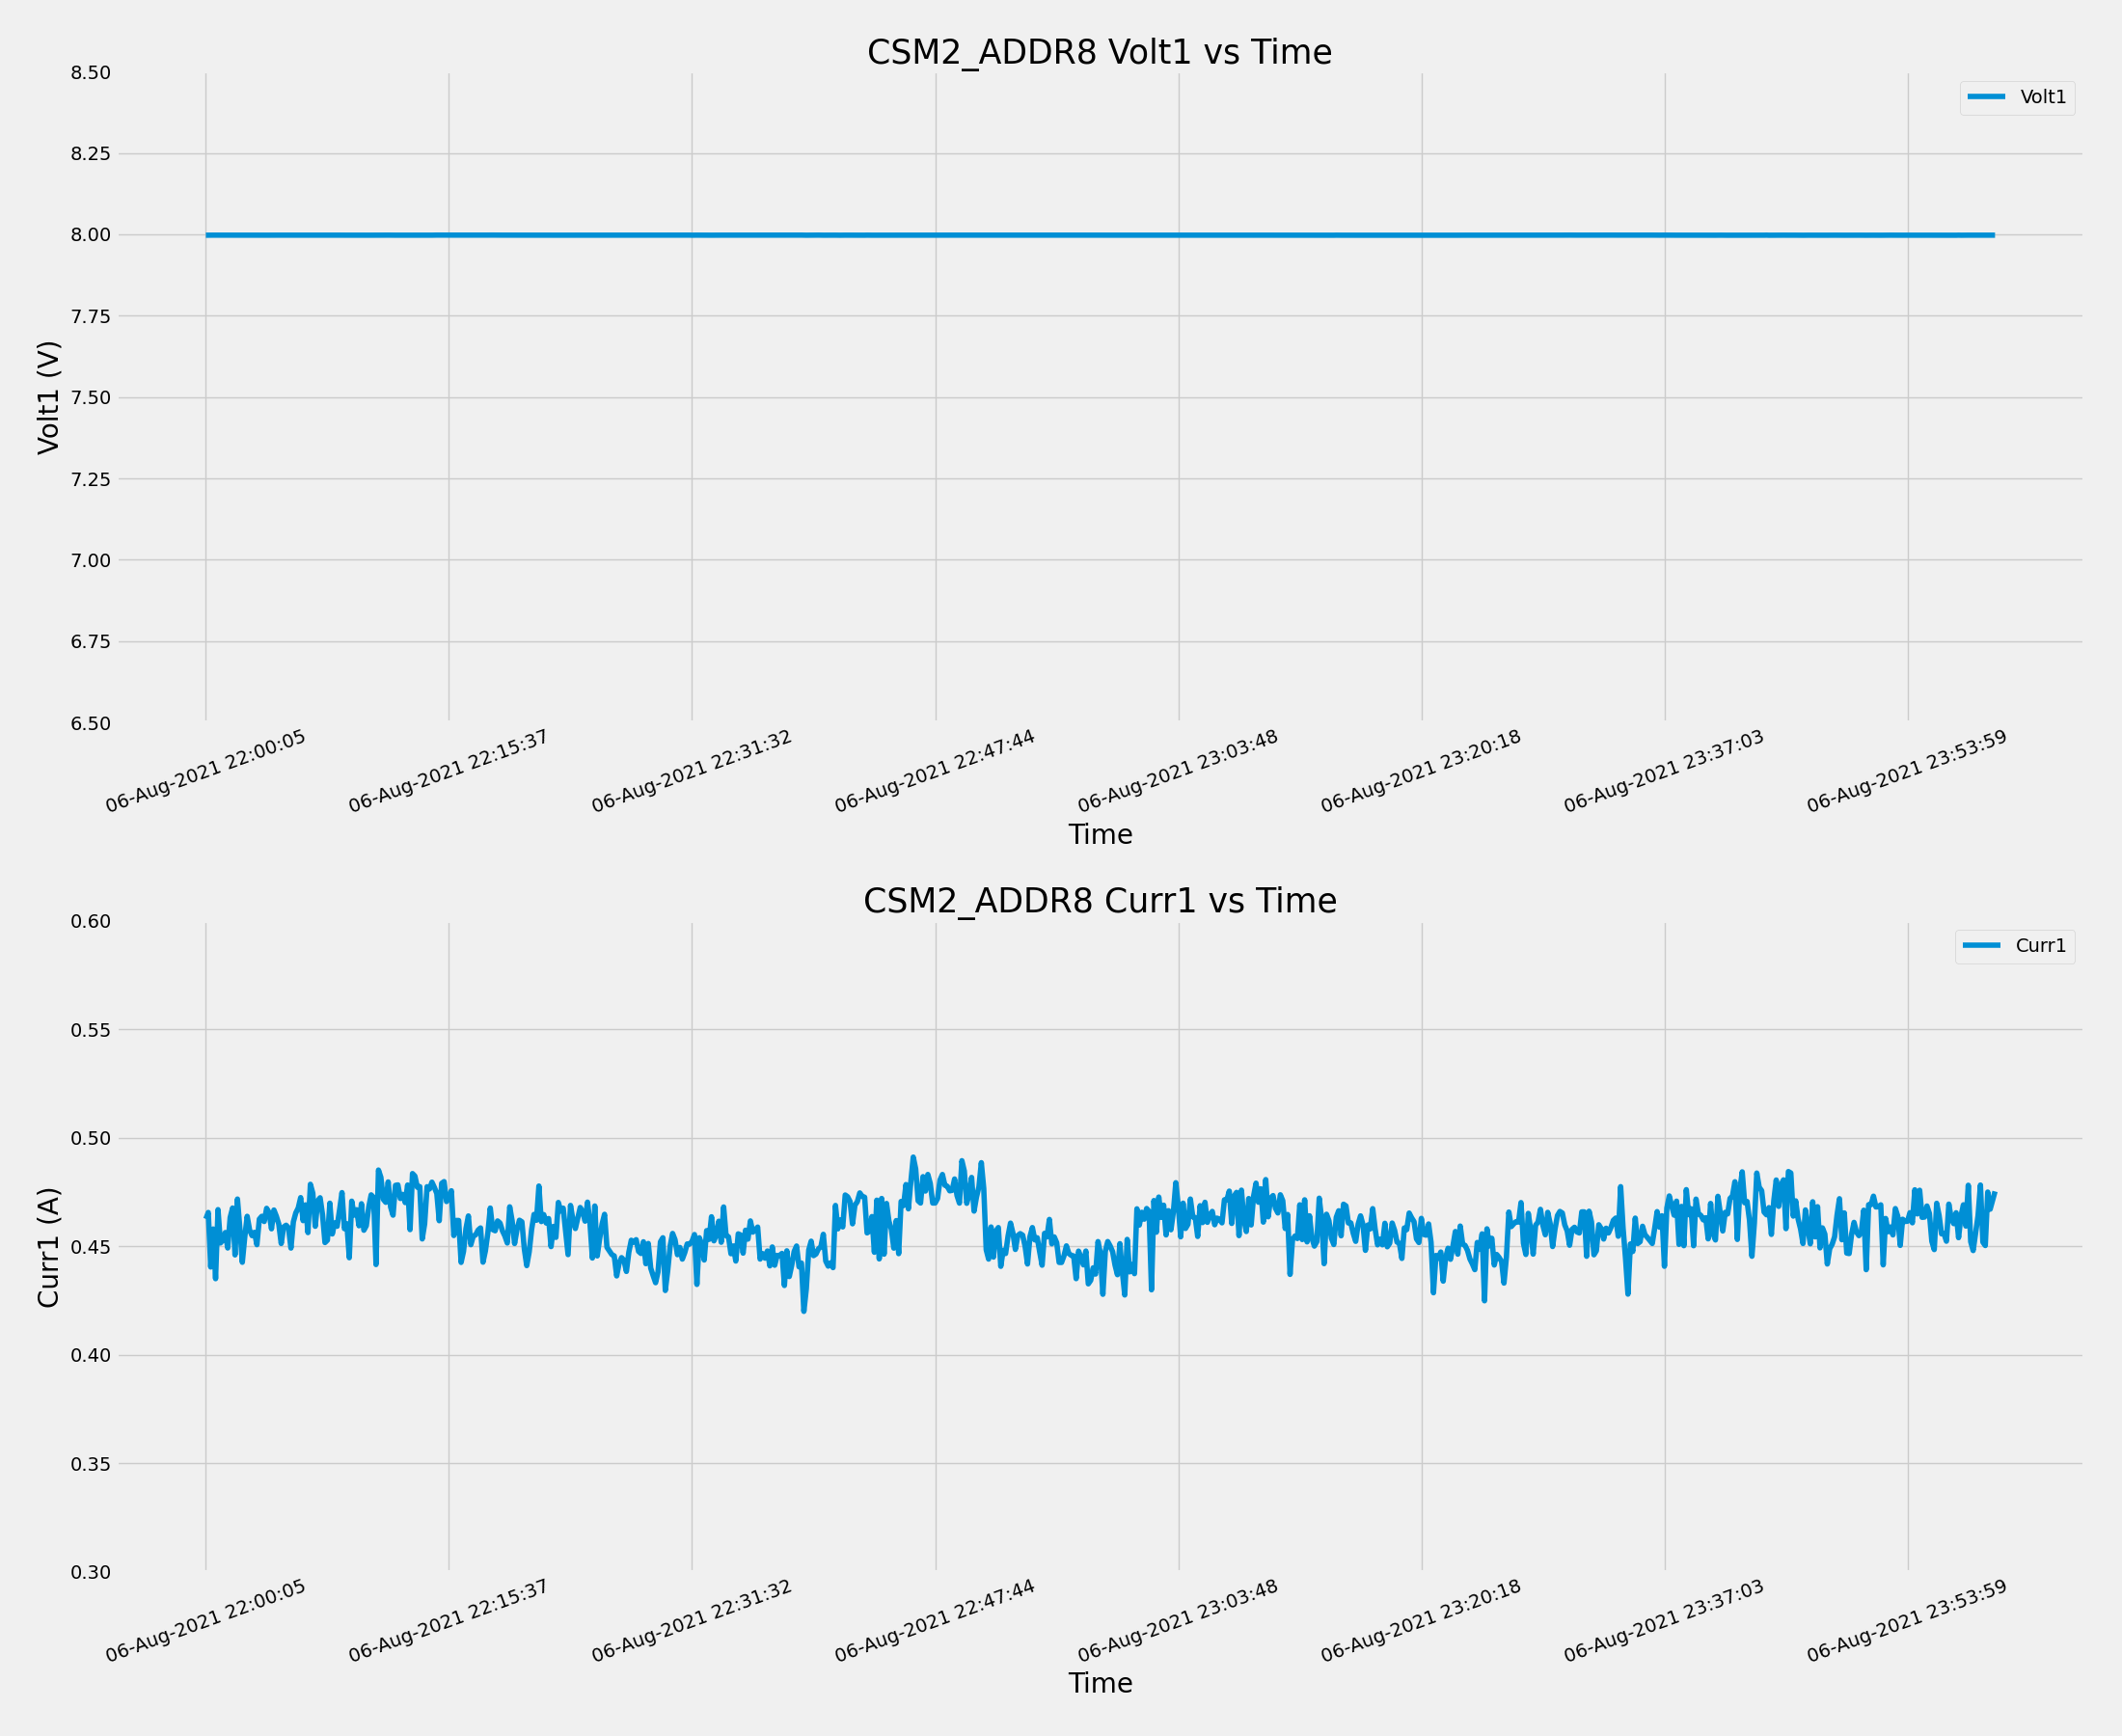 CSM2_ADDR8 Volt1 vs Time
8.50
8.25
8.00
7.75
7.50
7.25
7.00
6.75
6.50
Volt1 (V)
Volt1
06-Aug-2021 22:00:05
06-Aug-2021 22:15:37
06-Aug-2021 22:31:32
06-Aug-2021 22:47:44
06-Aug-2021 23:03:48
06-Aug-2021 23:20:18
06-Aug-2021 23:37:03
06-Aug-2021 23:53:59
Time
CSM2_ADDR8 Curr1 vs Time
0.60
0.55
0.50
0.45
0.40
0.35
0.30
Curr1 (A)
Curr1
06-Aug-2021 22:00:05
06-Aug-2021 22:15:37
06-Aug-2021 22:31:32
06-Aug-2021 22:47:44
06-Aug-2021 23:03:48
06-Aug-2021 23:20:18
06-Aug-2021 23:37:03
06-Aug-2021 23:53:59
Time